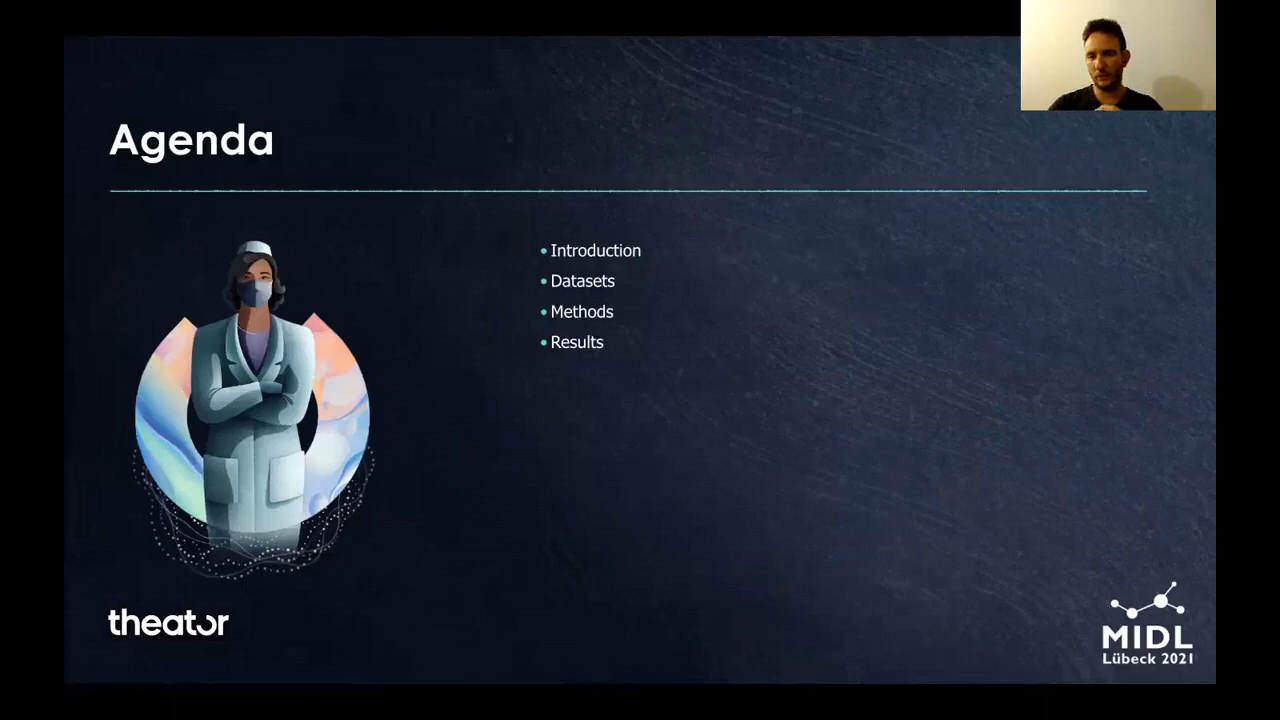 Agenda
• Introduction
• Datasets
• Methods
• Results
theator
MIDL
Lübeck 2021